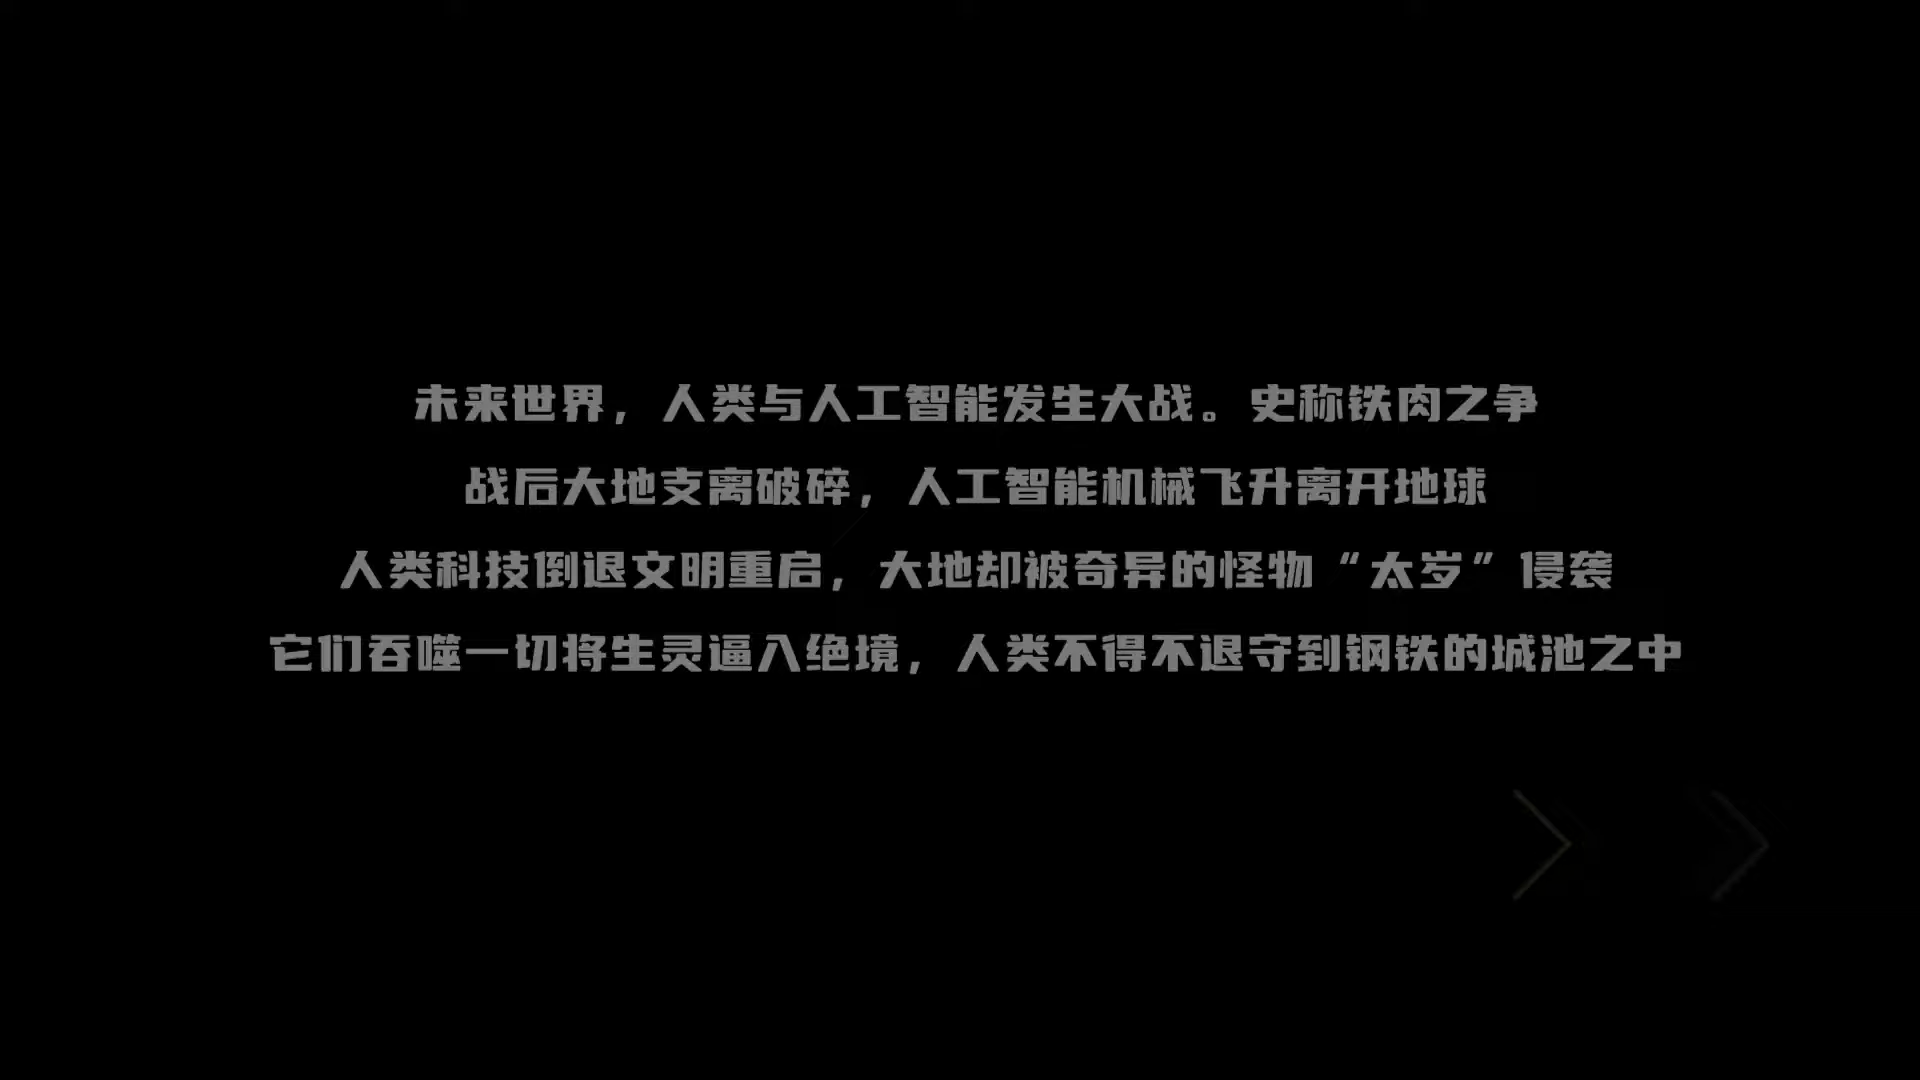 未来世界，人类与人工智能发生大战。史称铁肉之争
战后大地支离破碎，人工智能机械飞升离开地球
人类科技倒退文明重启，大地却被奇异的怪物“太岁”侵袭
它们吞噬一切将生灵逼入绝境，人类不得不退守到钢铁的城池之中